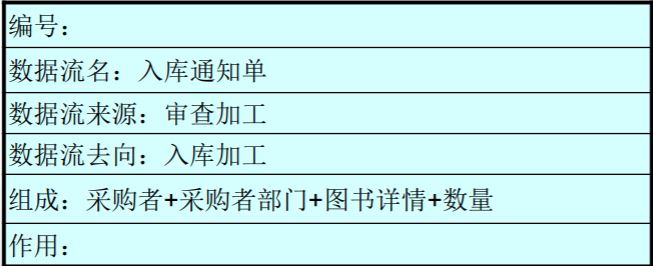 编号：
数据流名：入库通知单
数据流来源：审查加工
数据流去向：入库加工
组成：采购者+采购者部门+图书详情+数量
作用：